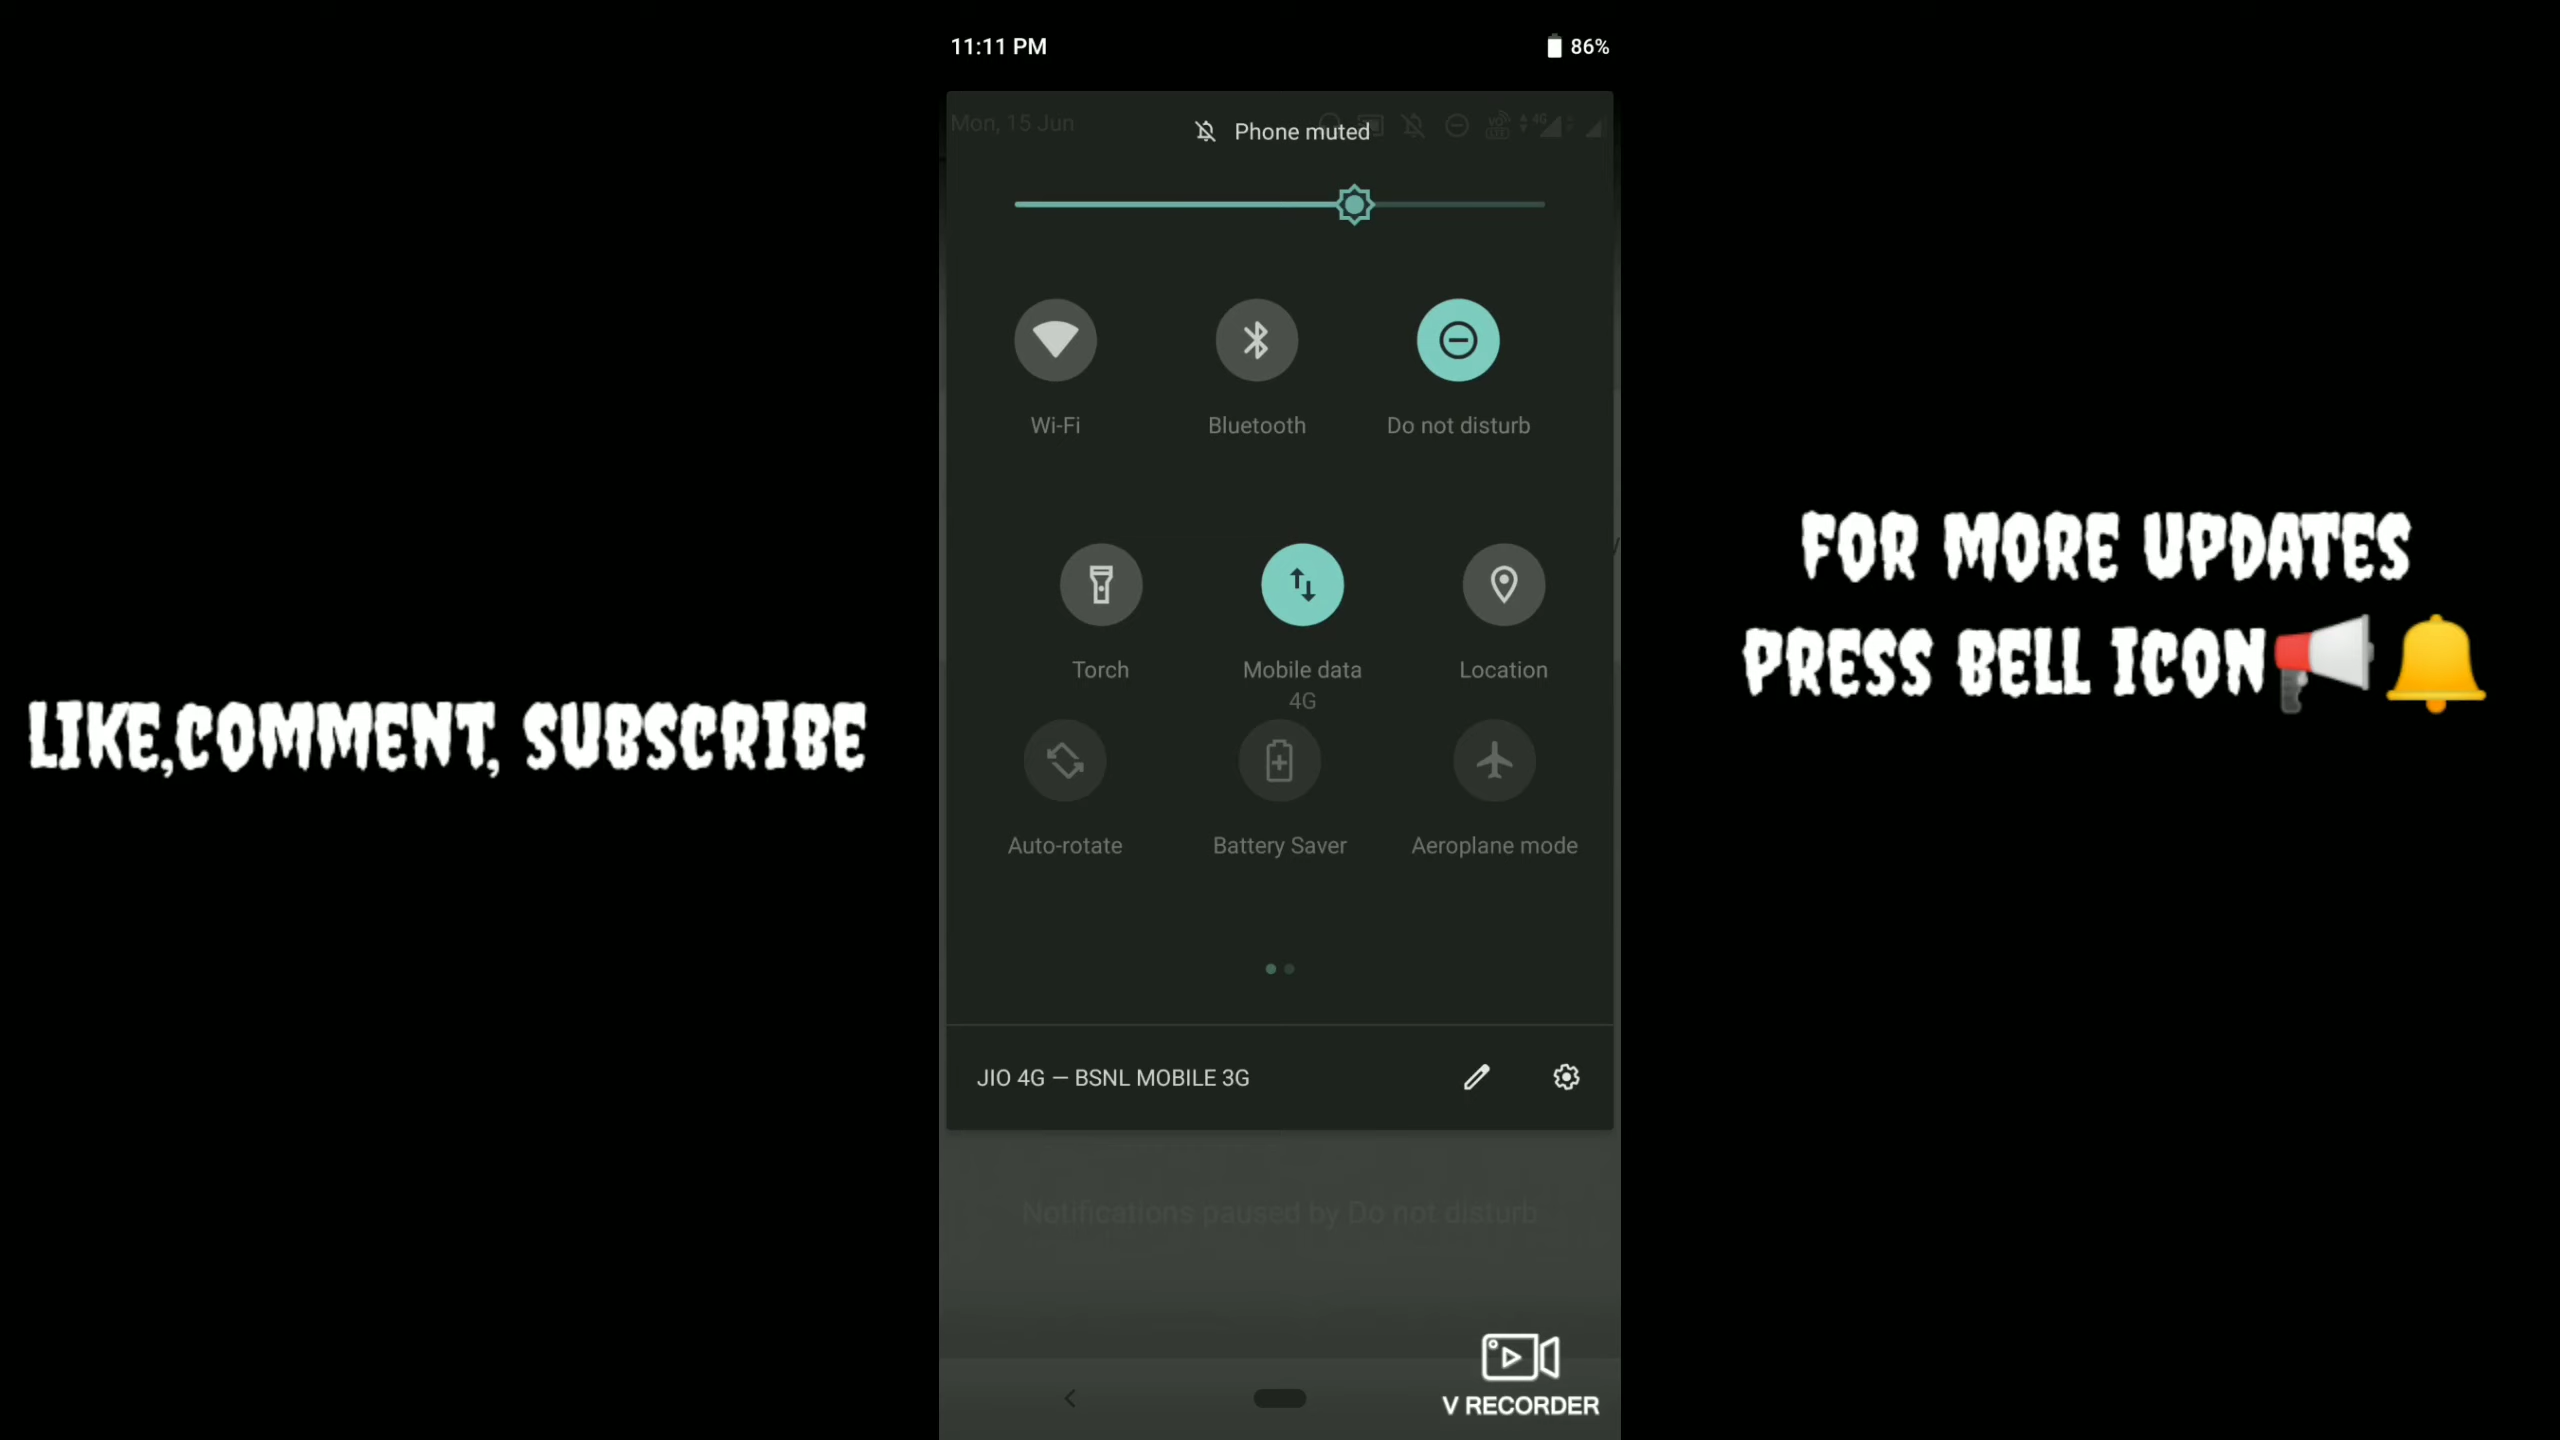 11:11 PM
86%
Mon, 15 Jun
Phone muted
4G
Wi-Fi
Bluetooth
Do not disturb
Torch
Mobile data
Location
4G
Auto-rotate
Battery Saver
Aeroplane mode
JIO 4G — BSNL MOBILE 3G
Notifications paused by Do not disturb
V RECORDER
LIKE,COMMENT, SUBSCRIBE
FOR MORE UPDATES
PRESS BELL ICON📢🔔